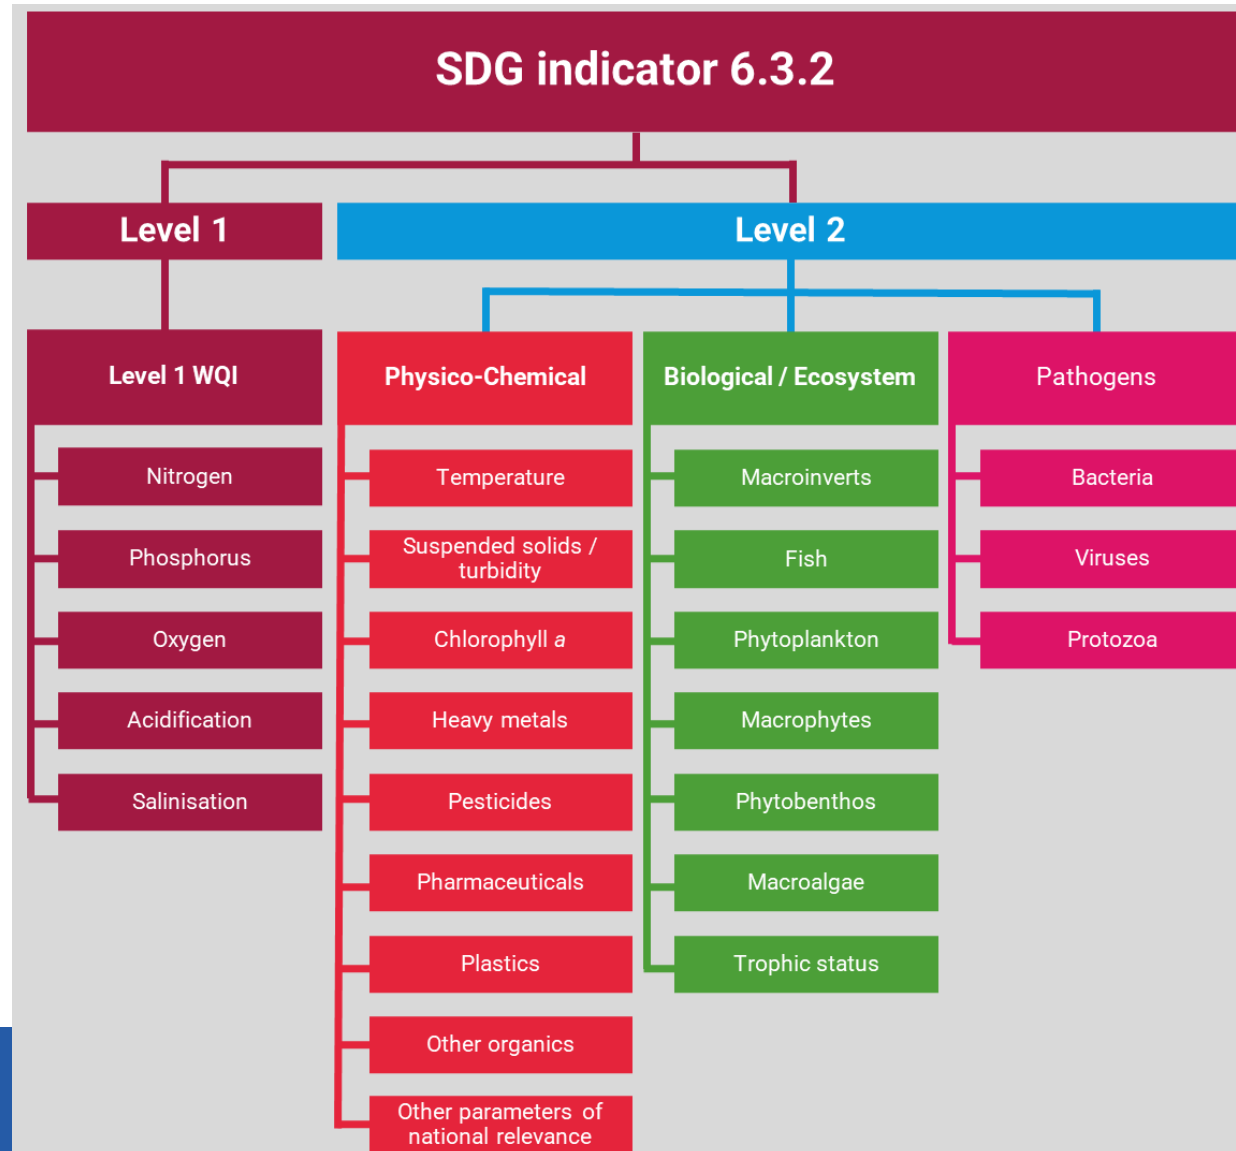 SDG indicator 6.3.2
Level 1
Level 2
Level 1 WQI
Nitrogen
Phosphorus
Oxygen
Acidification
Salinisation
Physico-Chemical
Temperature
Suspended solids /
turbidity
Chlorophyll a
Heavy metals
Pesticides
Pharmaceuticals
Plastics
Other organics
Other parameters of
national relevance
Biological / Ecosystem
Macroinverts
Fish
Phytoplankton
Macrophytes
Phytobenthos
Macroalgae
Trophic status
Pathogens
Bacteria
Viruses
Protozoa